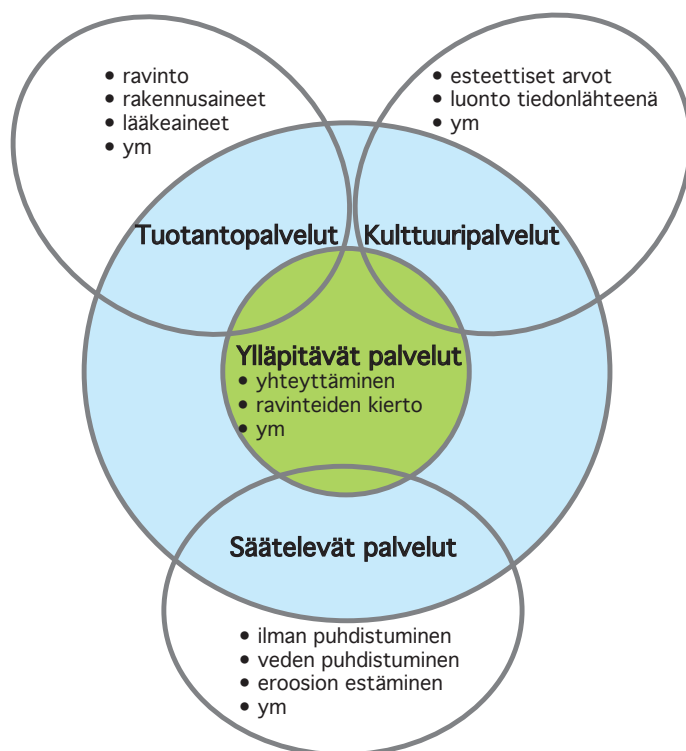 • ravinto
• rakennusaineet
• lääkeaineet
• ym
• esteettiset arvot
• luonto tiedonlähteenä
• ym
Tuotantopalvelut
Kulttuuripalvelut
Ylläpitävät palvelut
• yhteyttäminen
• ravinteiden kierto
• ym
Säätelevät palvelut
• ilman puhdistuminen
• veden puhdistuminen
• eroosion estäminen
• ym